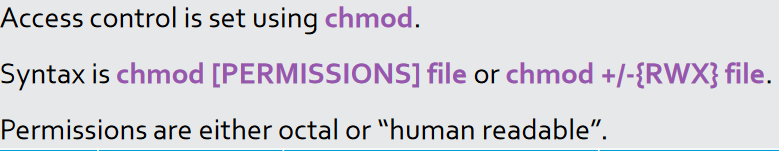 Access control is set using chmod.
Syntax is chmod [PERMISSIONS] file or chmod +/-{RWX} file.
Permissions are either octal or “human readable”.